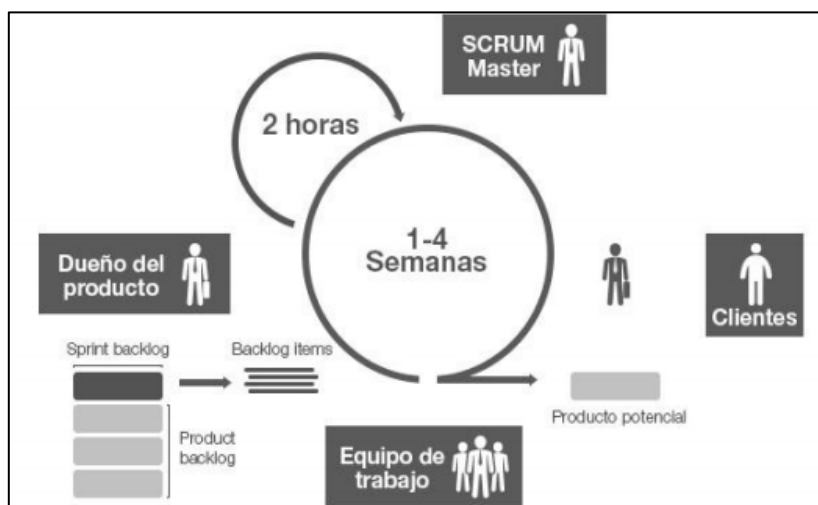 SCRUM
Master
2 horas
1-4
Semanas
Dueño del
producto
Clientes
Sprint backlog
Backlog items
Product
backlog
Producto potencial
Equipo de
trabajo